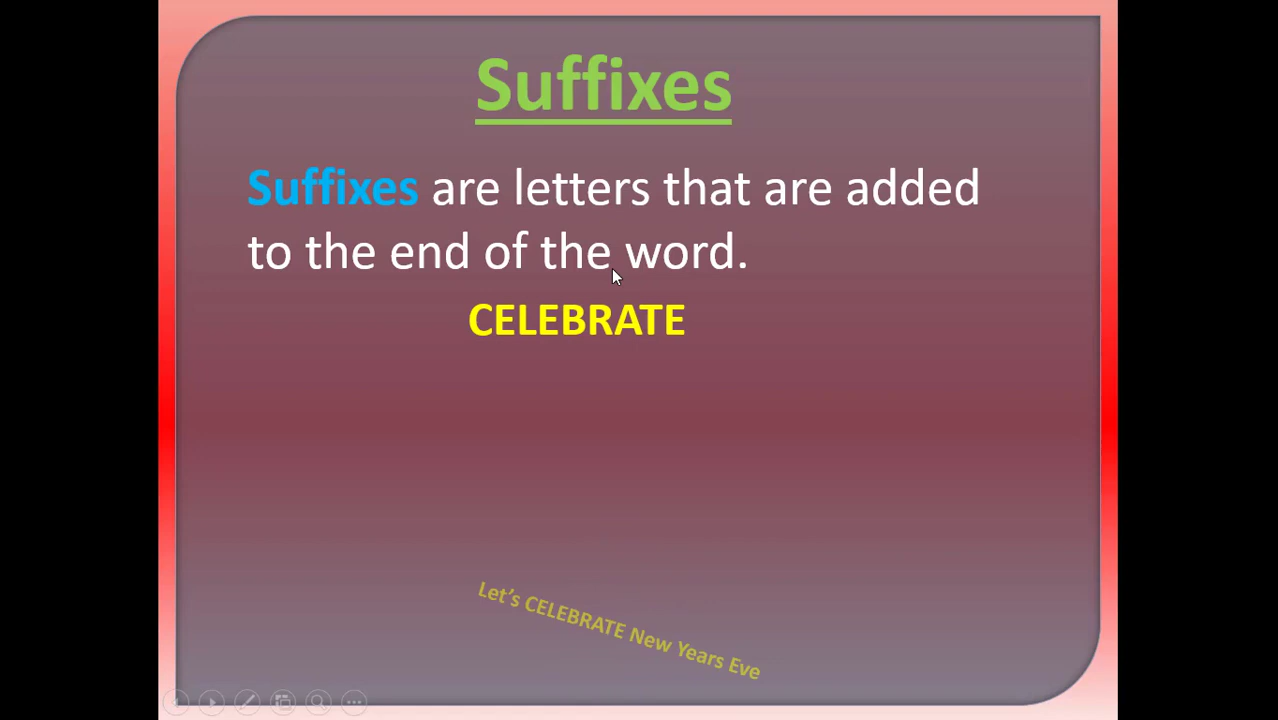 Suffixes
Suffixes are letters that are added
to the end of the word.
CELEBRATE
Let’s CELEBRATE New Years Eve